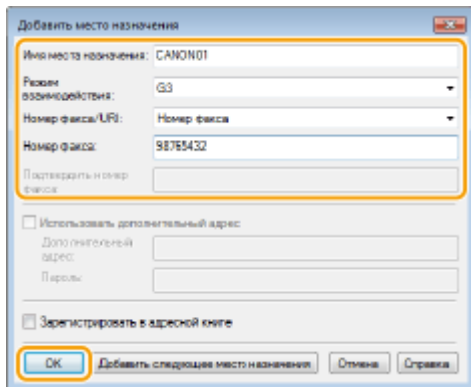 Добавить место назначения
Имя места назначения: CANON01
Режим взаимодействия: G3
Номер факса/URI: Номер факса
Номер факса: 98765432
Подтвердить номер факса:
Использовать дополнительный адрес
Дополнительный адрес:
Пароль:
Зарегистрировать в адресной книге
OK Добавить следующее место назначения Отмена Справка